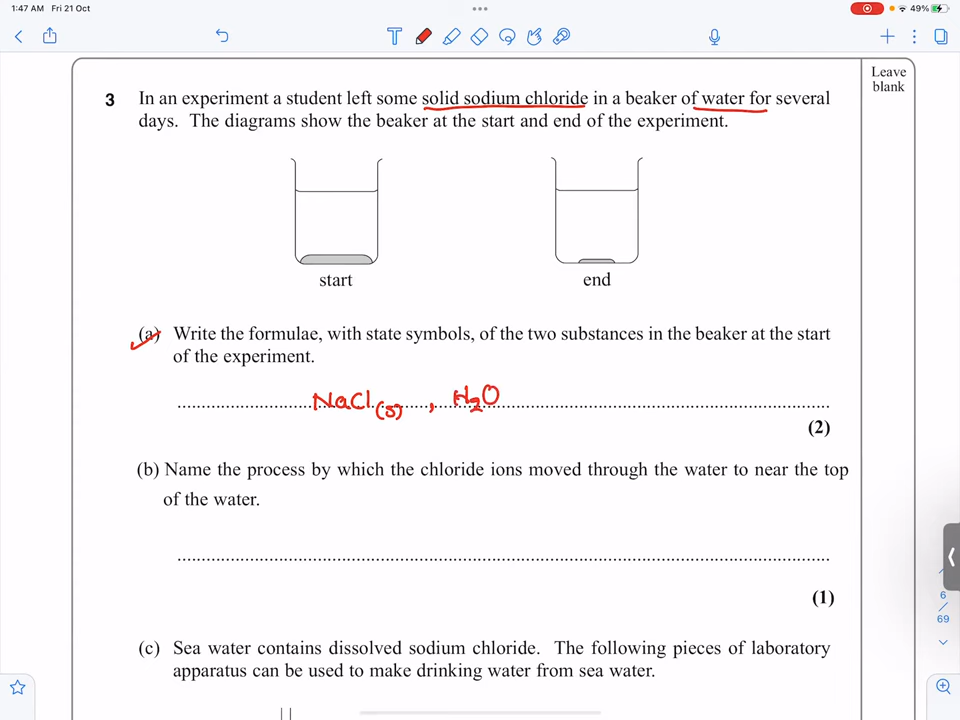 1:47 AM Fri 21 Oct
49%
T
Leave
blank
3 In an experiment a student left some solid sodium chloride in a beaker of water for several
days. The diagrams show the beaker at the start and end of the experiment.
start end
(a) Write the formulae, with state symbols, of the two substances in the beaker at the start
of the experiment.
NaCl(s), H2O
(2)
(b) Name the process by which the chloride ions moved through the water to near the top
of the water.
(1)
6
/
69
(c) Sea water contains dissolved sodium chloride. The following pieces of laboratory
apparatus can be used to make drinking water from sea water.